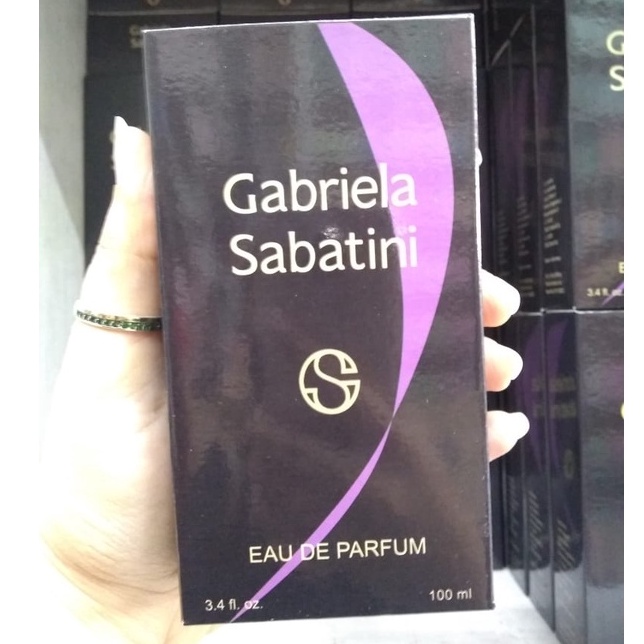 Gabriela
Sabatini
S
EAU DE PARFUM
3.4 fl. oz.
100 ml